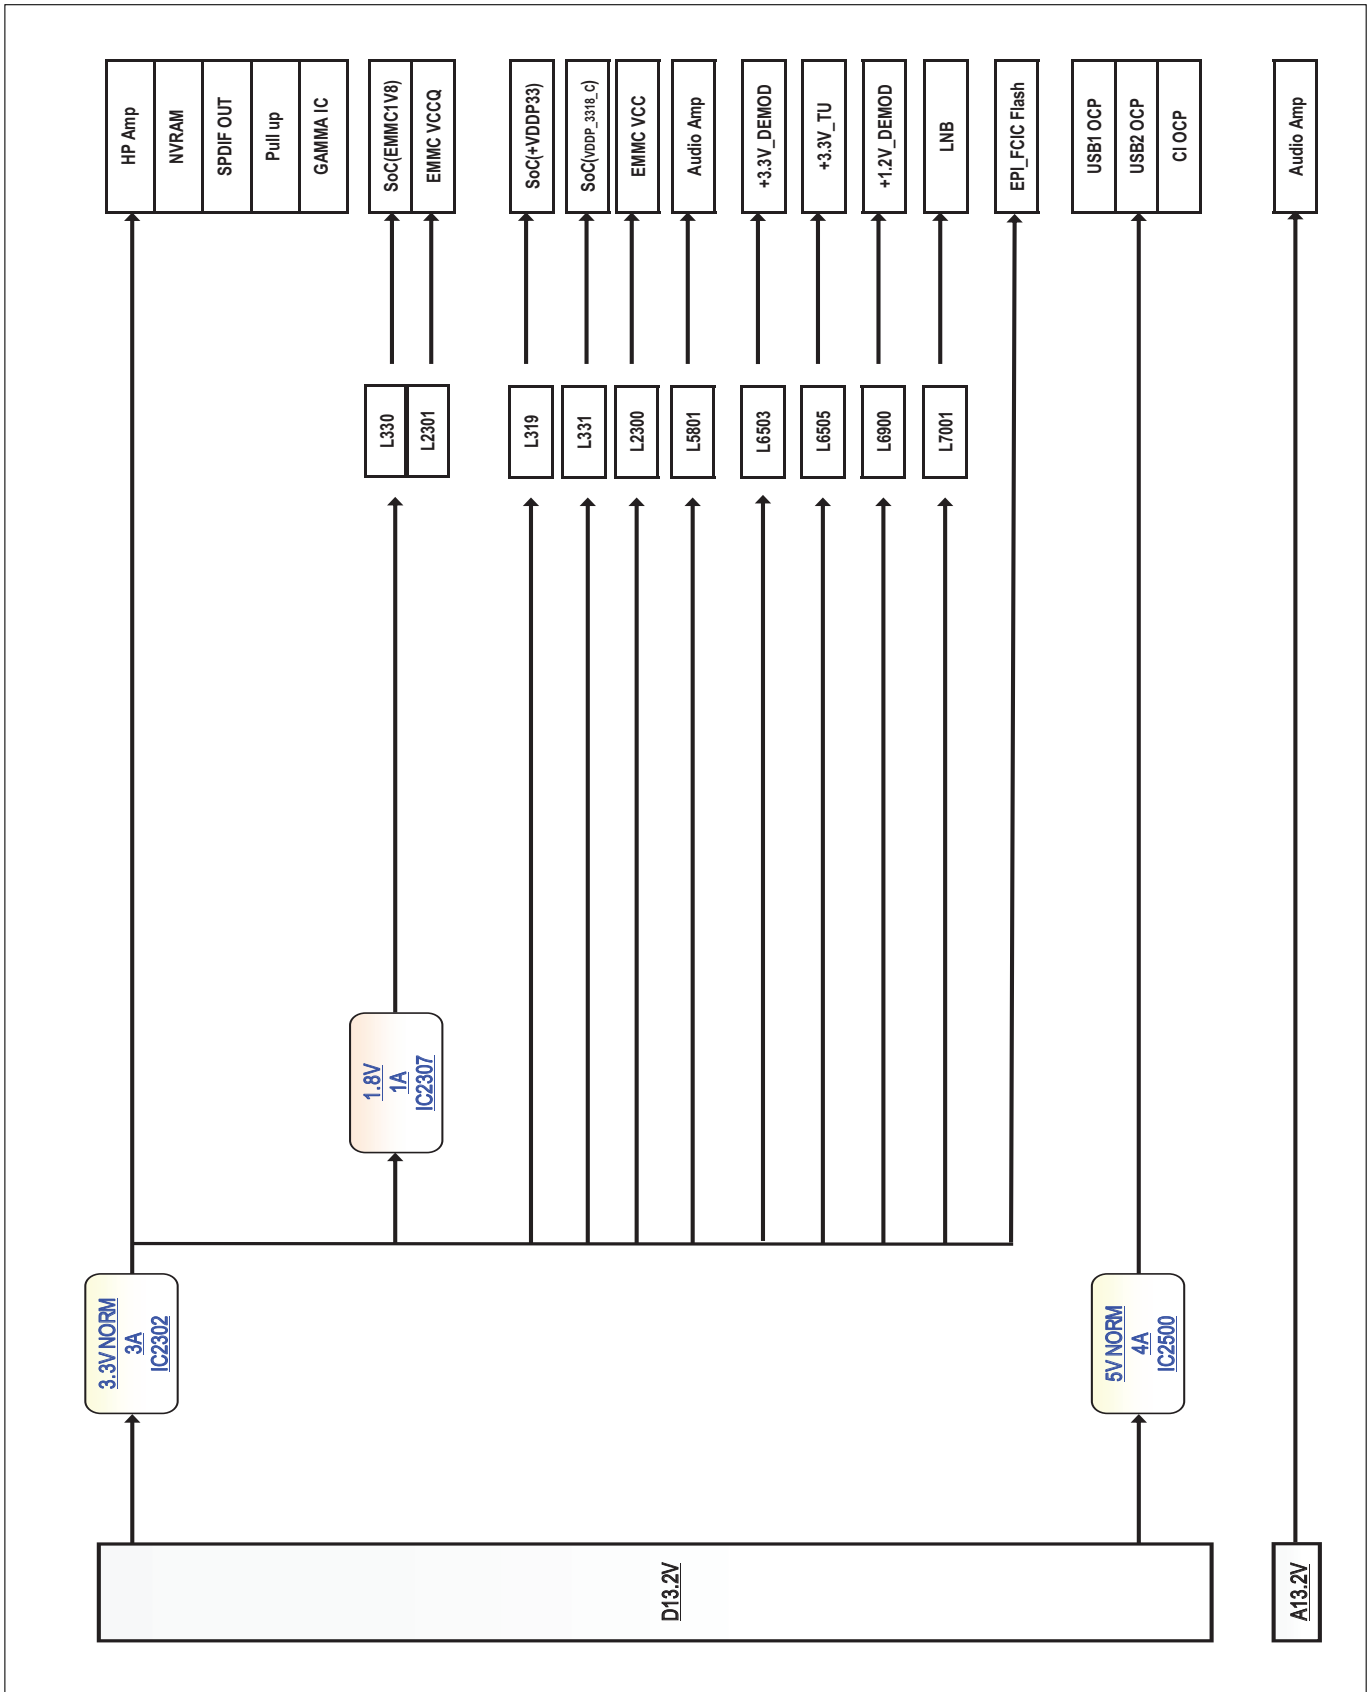 HP Amp
NVRAM
SPDIF OUT
Pull up
GAMMA IC
SoC(EMMC1V8)
EMMC VCCQ
SoC(+VDDP33)
SoC(VDDP_3318_C)
EMMC VCC
Audio Amp
+3.3V_DEMOD
+3.3V_TU
+1.2V_DEMOD
LNB
EPI_FCIC Flash
USB1 OCP
USB2 OCP
CI OCP
Audio Amp
L330
L2301
L319
L331
L2300
L5801
L6503
L6505
L6900
L7001
1.8V
1A
IC2307
3.3V NORM
3A
IC2302
5V NORM
4A
IC2500
D13.2V
A13.2V